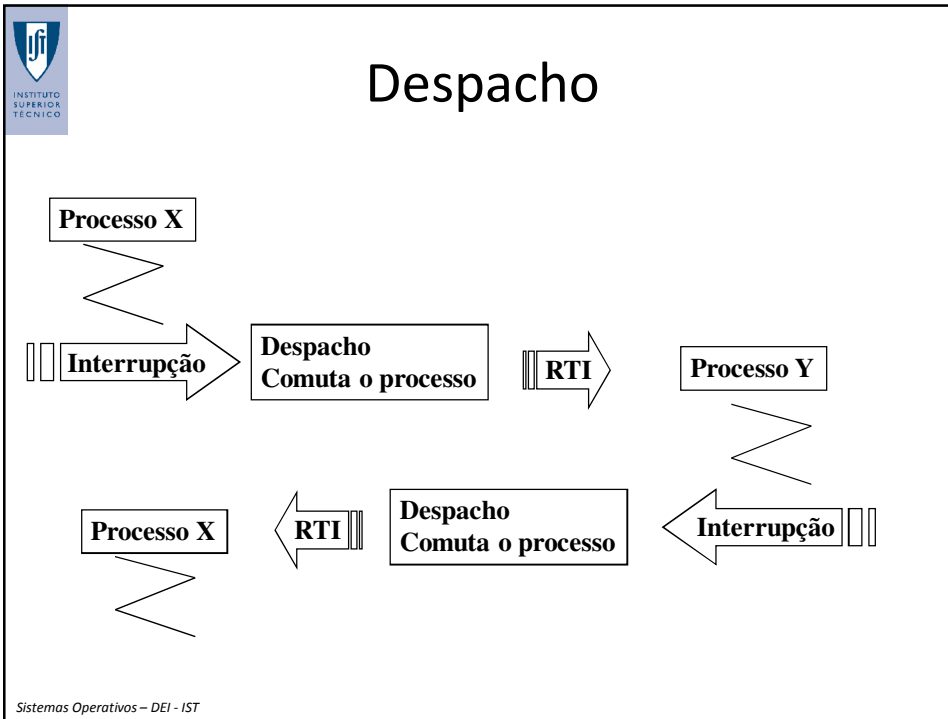 INSTITUTO
SUPERIOR
TÉCNICO
Despacho
Processo X
Interrupção
Despacho
Comuta o processo
RTI
Processo Y
Processo X
RTI
Despacho
Comuta o processo
Interrupção
Sistemas Operativos – DEI - IST